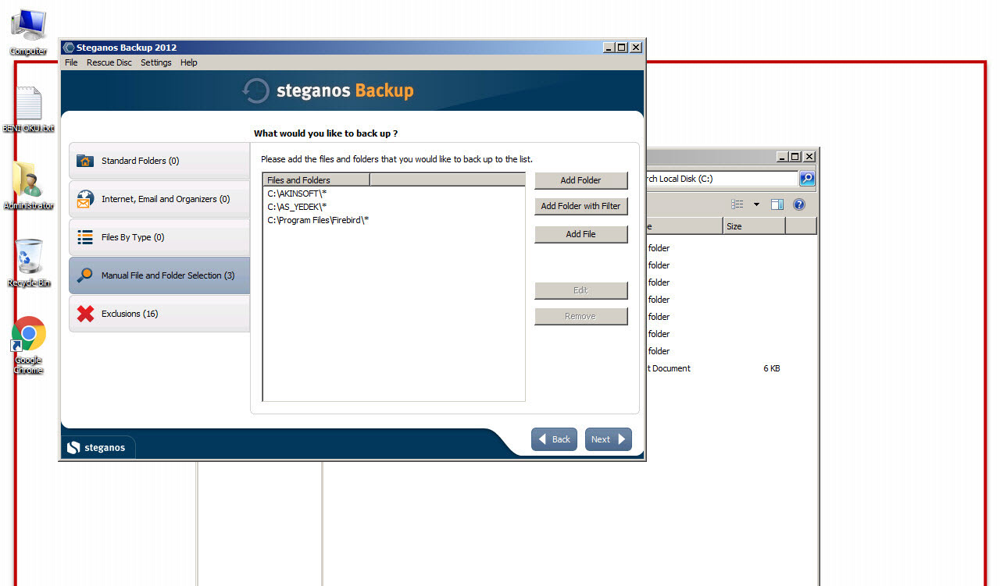 Computer
BENI OKU.txt
Administrator
Recycle Bin
Google
Chrome
Steganos Backup 2012
File Rescue Disc Settings Help
steganos Backup
What would you like to back up ?
Standard Folders (0)
Internet, Email and Organizers (0)
Files By Type (0)
Manual File and Folder Selection (3)
Exclusions (16)
Please add the files and folders that you would like to back up to the list.
Files and Folders
C:\AKINSOFT\*
C:\AS_YEDEK\*
C:\Program Files\Firebird\*
Add Folder
Add Folder with Filter
Add File
Edit
Remove
Back Next
steganos
rch Local Disk (C:)
e Size
folder
folder
folder
folder
folder
folder
folder
t Document 6 KB